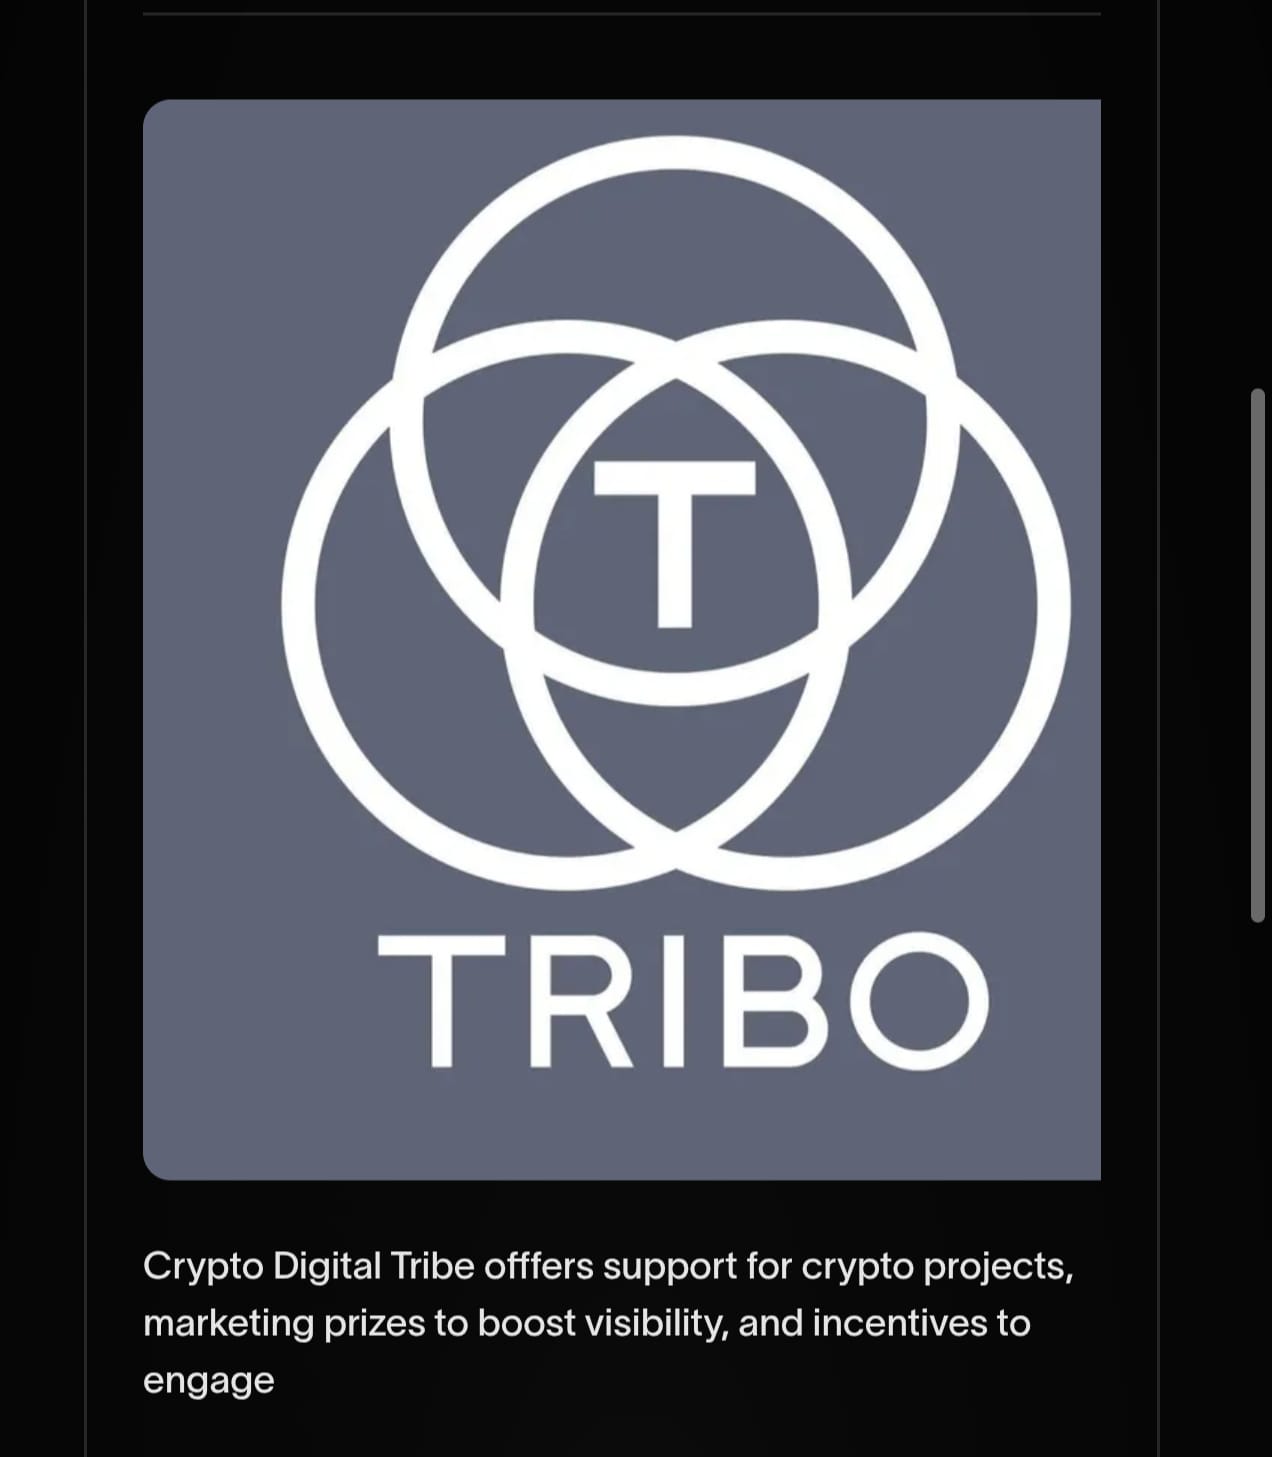 T
TRIBO
Crypto Digital Tribe offfers support for crypto projects,
marketing prizes to boost visibility, and incentives to
engage